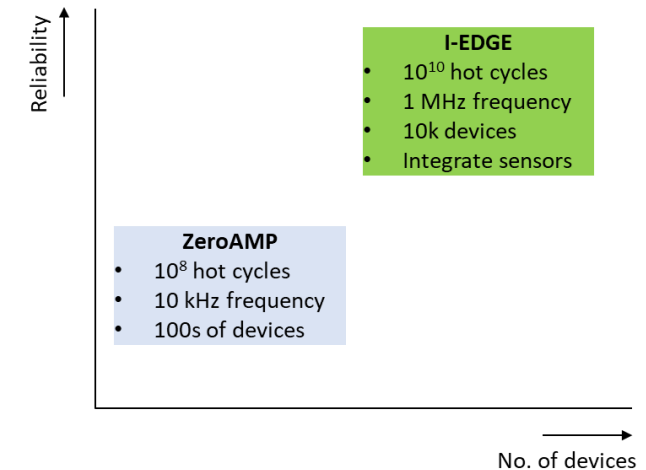 Reliability
I-EDGE
• 10¹⁰ hot cycles
• 1 MHz frequency
• 10k devices
• Integrate sensors
ZeroAMP
• 10⁸ hot cycles
• 10 kHz frequency
• 100s of devices
No. of devices